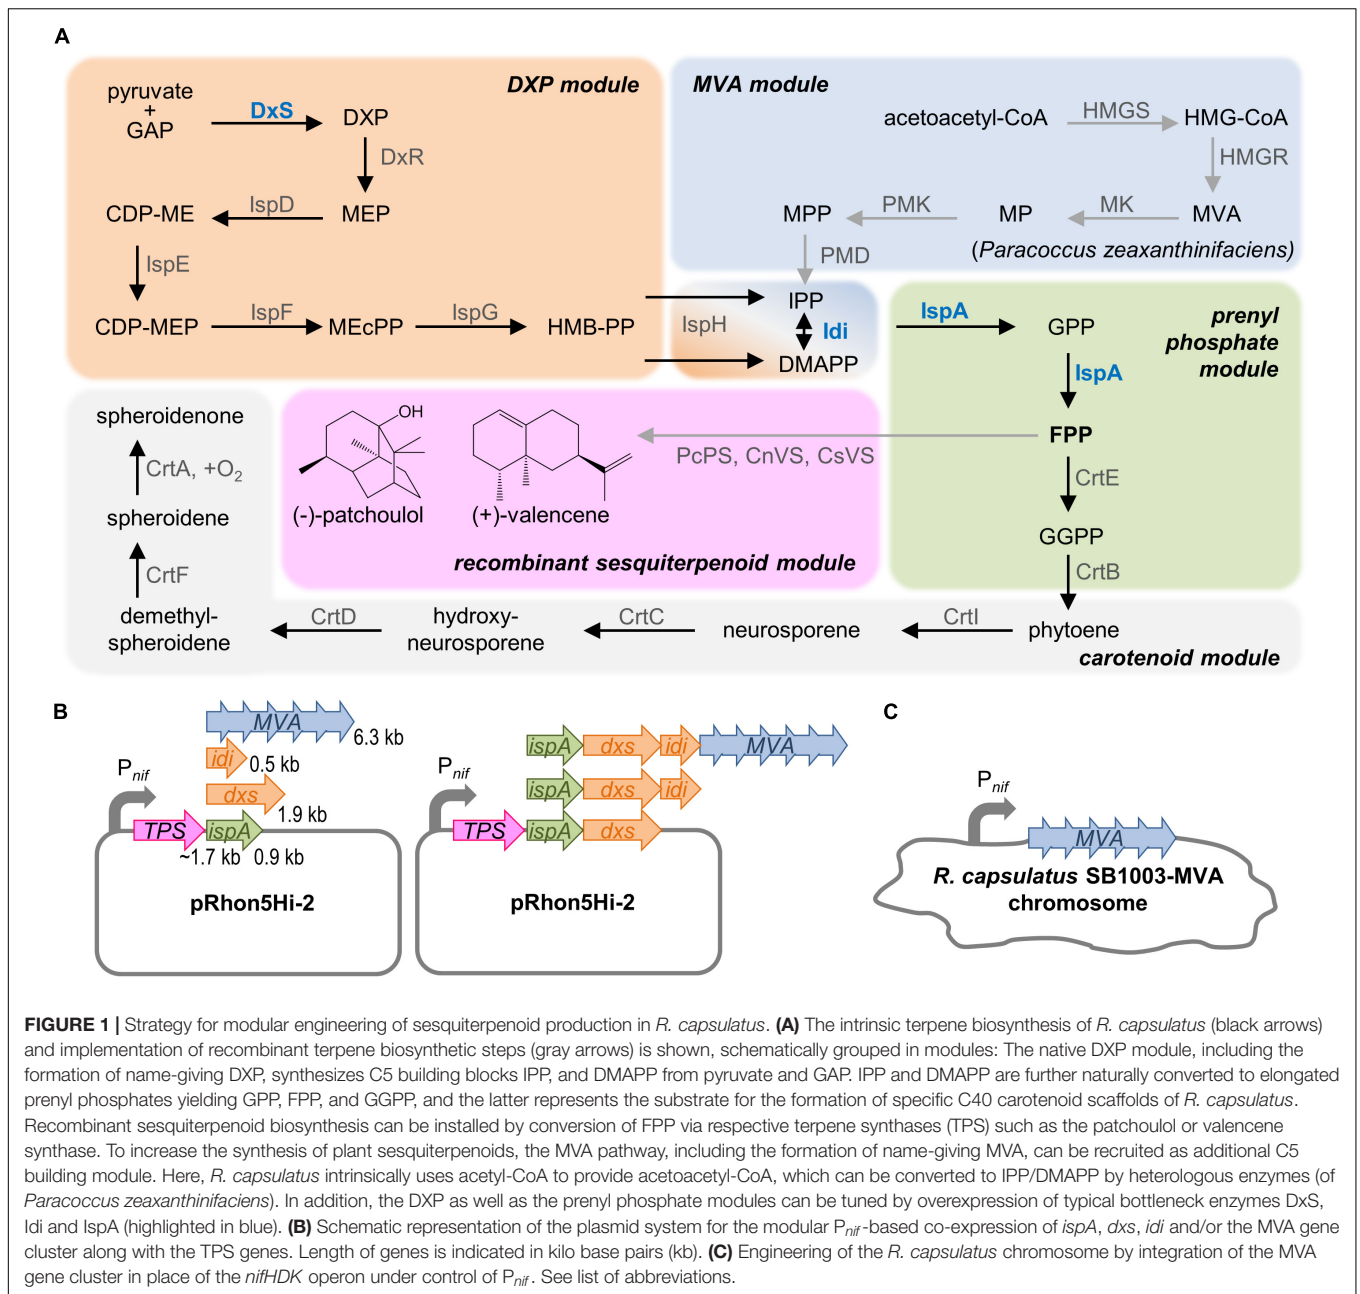 A
DXP module
MVA module
pyruvate
+
GAP
DxS
DXP
DxR
CDP-ME
IspD
MEP
IspE
CDP-MEP
IspF
MEcPP
IspG
HMB-PP
IspH
acetoacetyl-CoA
HMGS
HMG-CoA
HMGR
MPP
PMK
MP
MK
MVA
PMD
(Paracoccus zeaxanthinifaciens)
IPP
Idi
DMAPP
IspA
GPP
prenyl
phosphate
module
IspA
FPP
PcPS, CnVS, CsVS
CrtE
GGPP
CrtB
spheroidenone
CrtA, +O2
spheroidene
CrtF
OH
(-)-patchoulol
(+)-valencene
recombinant sesquiterpenoid module
demethyl-
spheroidene
CrtD
hydroxy-
neurosporene
CrtC
neurosporene
CrtI
phytoene
carotenoid module
B
MVA
6.3 kb
idi
0.5 kb
Pnif
dxs
1.9 kb
TPS
ispA
~1.7 kb
0.9 kb
pRhon5Hi-2
ispA
dxs
idi
MVA
Pnif
ispA
dxs
idi
TPS
ispA
dxs
pRhon5Hi-2
C
Pnif
MVA
R. capsulatus SB1003-MVA
chromosome
FIGURE 1 | Strategy for modular engineering of sesquiterpenoid production in R. capsulatus. (A) The intrinsic terpene biosynthesis of R. capsulatus (black arrows)
and implementation of recombinant terpene biosynthetic steps (gray arrows) is shown, schematically grouped in modules: The native DXP module, including the
formation of name-giving DXP, synthesizes C5 building blocks IPP, and DMAPP from pyruvate and GAP. IPP and DMAPP are further naturally converted to elongated
prenyl phosphates yielding GPP, FPP, and GGPP, and the latter represents the substrate for the formation of specific C40 carotenoid scaffolds of R. capsulatus.
Recombinant sesquiterpenoid biosynthesis can be installed by conversion of FPP via respective terpene synthases (TPS) such as the patchoulol or valencene
synthase. To increase the synthesis of plant sesquiterpenoids, the MVA pathway, including the formation of name-giving MVA, can be recruited as additional C5
building module. Here, R. capsulatus intrinsically uses acetyl-CoA to provide acetoacetyl-CoA, which can be converted to IPP/DMAPP by heterologous enzymes (of
Paracoccus zeaxanthinifaciens). In addition, the DXP as well as the prenyl phosphate modules can be tuned by overexpression of typical bottleneck enzymes DxS,
Idi and IspA (highlighted in blue). (B) Schematic representation of the plasmid system for the modular Pnif-based co-expression of ispA, dxs, idi and/or the MVA gene
cluster along with the TPS genes. Length of genes is indicated in kilo base pairs (kb). (C) Engineering of the R. capsulatus chromosome by integration of the MVA
gene cluster in place of the nifHDK operon under control of Pnif. See list of abbreviations.